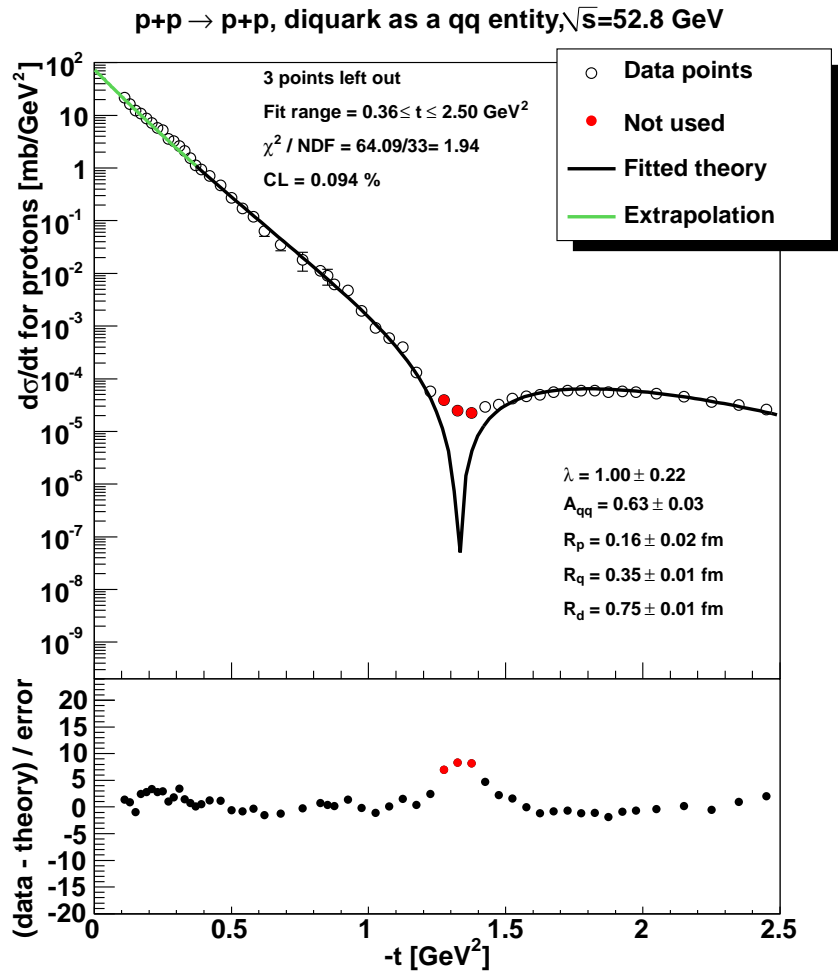 p+p → p+p, diquark as a qq entity,√s=52.8 GeV
3 points left out
Fit range = 0.36≤ t ≤ 2.50 GeV²
χ² / NDF = 64.09/33= 1.94
CL = 0.094 %
Data points
Not used
Fitted theory
Extrapolation
dσ/dt for protons [mb/GeV²]
10²
10
1
10⁻¹
10⁻²
10⁻³
10⁻⁴
10⁻⁵
10⁻⁶
10⁻⁷
10⁻⁸
10⁻⁹
λ = 1.00 ± 0.22
A_qq = 0.63 ± 0.03
R_p = 0.16 ± 0.02 fm
R_q = 0.35 ± 0.01 fm
R_d = 0.75 ± 0.01 fm
(data - theory) / error
20
15
10
5
0
-5
-10
-15
-20
0 0.5 1 1.5 2 2.5
-t [GeV²]